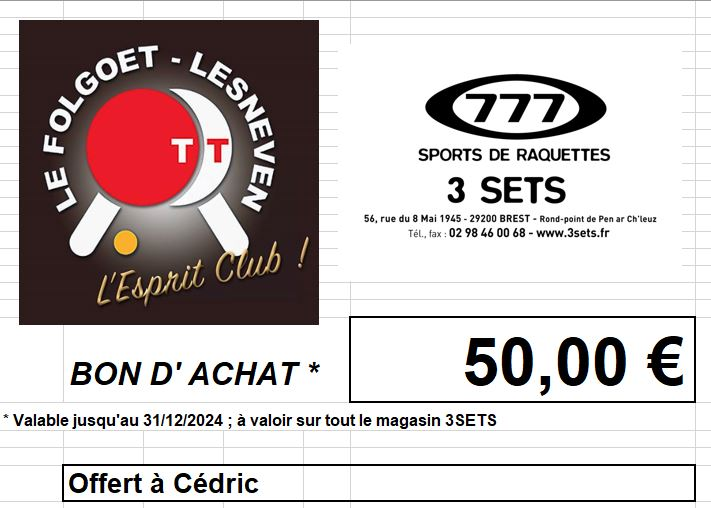 LE FOLGOET - LESNEVEN
TT
L'Esprit Club !
777
SPORTS DE RAQUETTES
3 SETS
56, rue du 8 Mai 1945 - 29200 BREST - Rond-point de Pen ar Ch'leuz
Tél., fax : 02 98 46 00 68 - www.3sets.fr
BON D' ACHAT *
50,00 €
* Valable jusqu'au 31/12/2024 ; à valoir sur tout le magasin 3SETS
Offert à Cédric